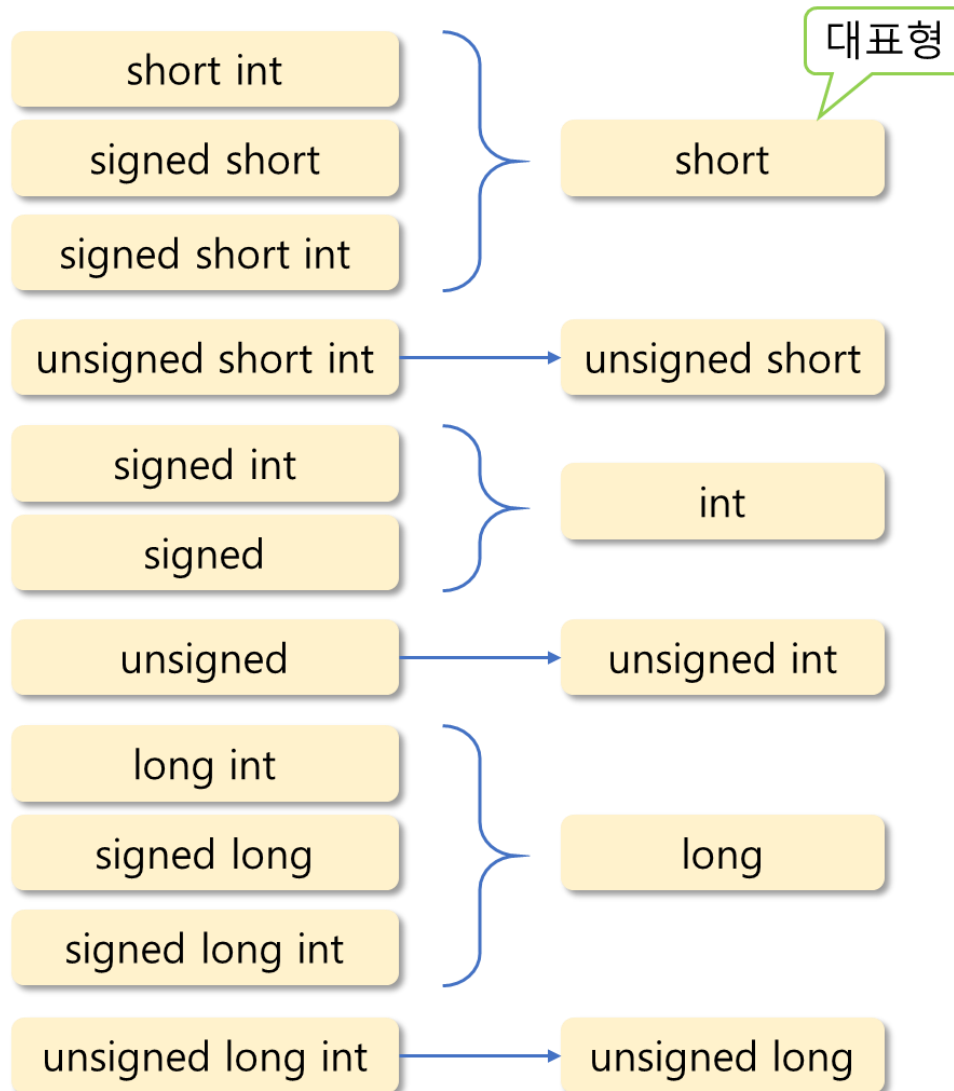 대표형
short int
signed short
short
signed short int
unsigned short int
unsigned short
signed int
int
signed
unsigned
unsigned int
long int
signed long
long
signed long int
unsigned long int
unsigned long